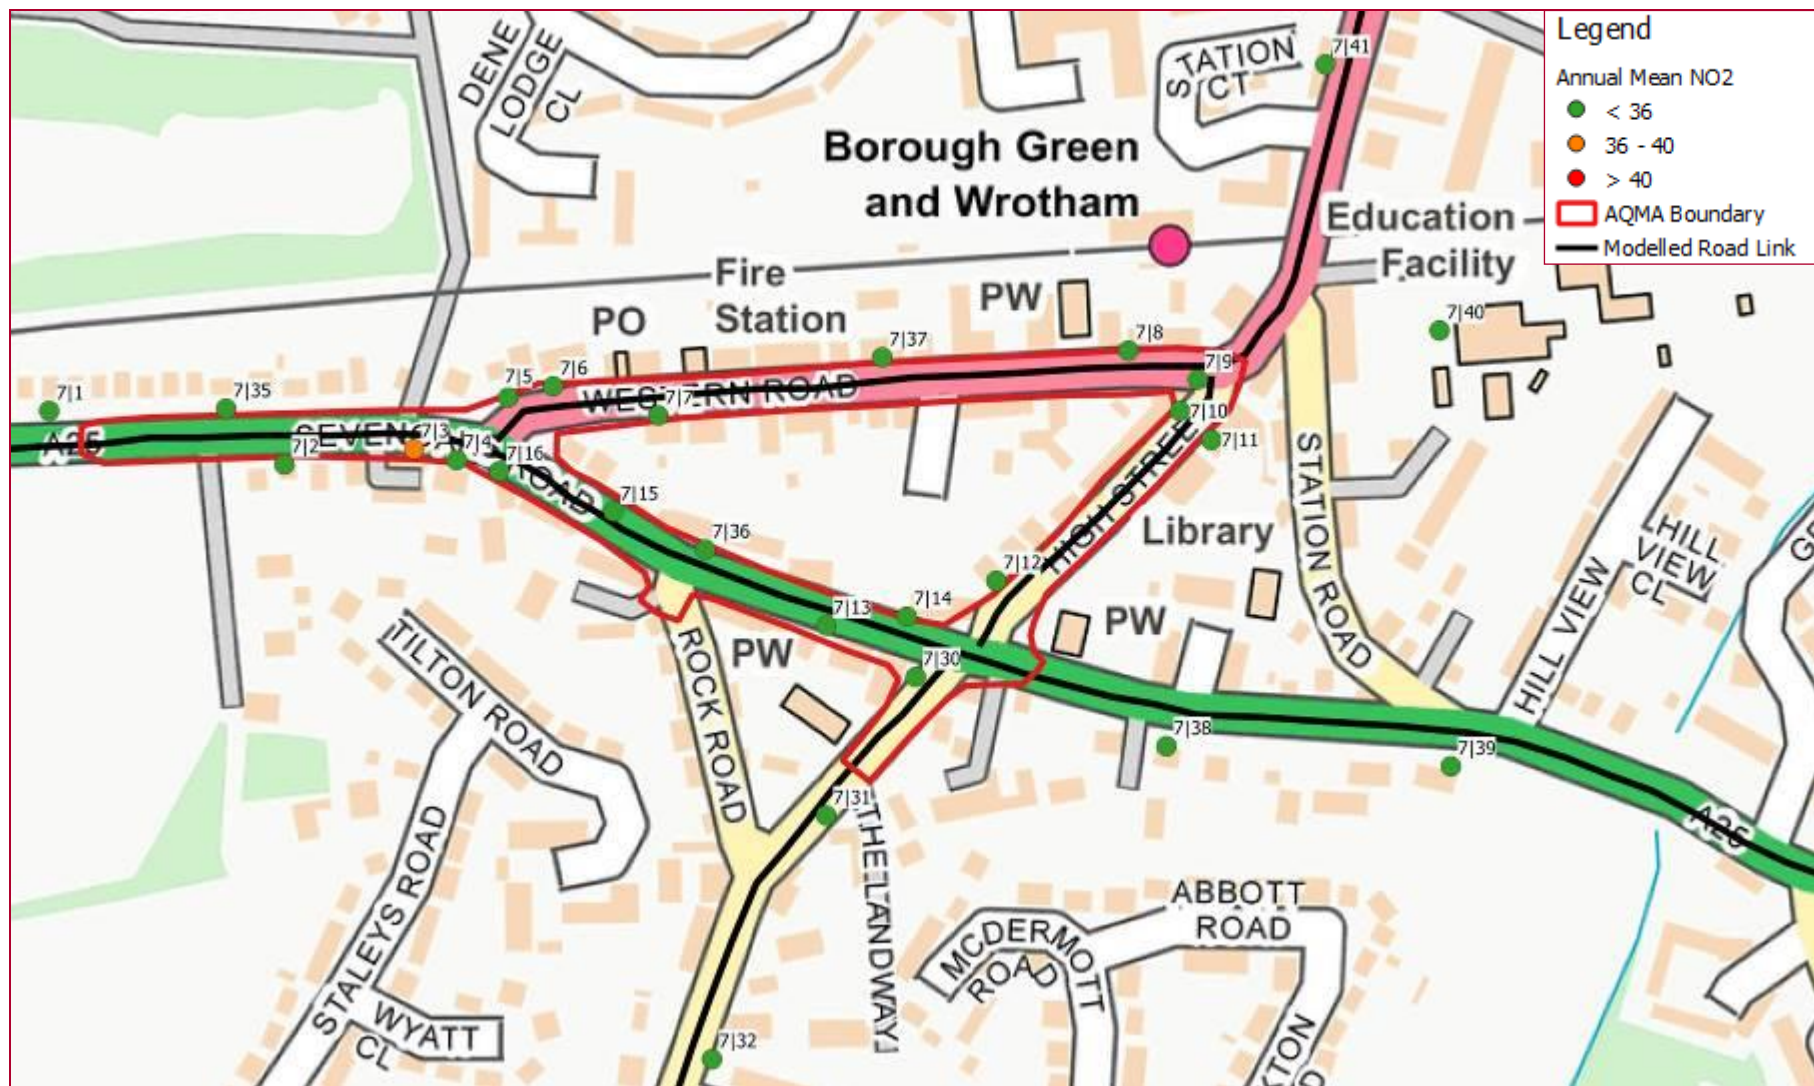 Legend
Annual Mean NO2
< 36
36 - 40
> 40
AQMA Boundary
Modelled Road Link
DENE
LODGE
CL
STATION
CT
7|41
Borough Green
and Wrotham
Education
Facility
Fire
Station
PO
PW
7|40
7|37
7|8
7|9
7|1
7|35
7|5
7|6
7|7
WESTERN ROAD
7|10
7|11
A25
7|2
7|3
7|4
7|16
ROAD
7|15
7|36
HIGH STREET
Library
STATION ROAD
HILL VIEW
HILL
VIEW
CL
7|12
7|14
7|13
7|30
PW
PW
TILTON ROAD
ROCK ROAD
7|38
7|39
A25
7|31
THE LANDWAY
STALEYS ROAD
WYATT
CL
ABBOTT
ROAD
MCDERMOTT
ROAD
7|32